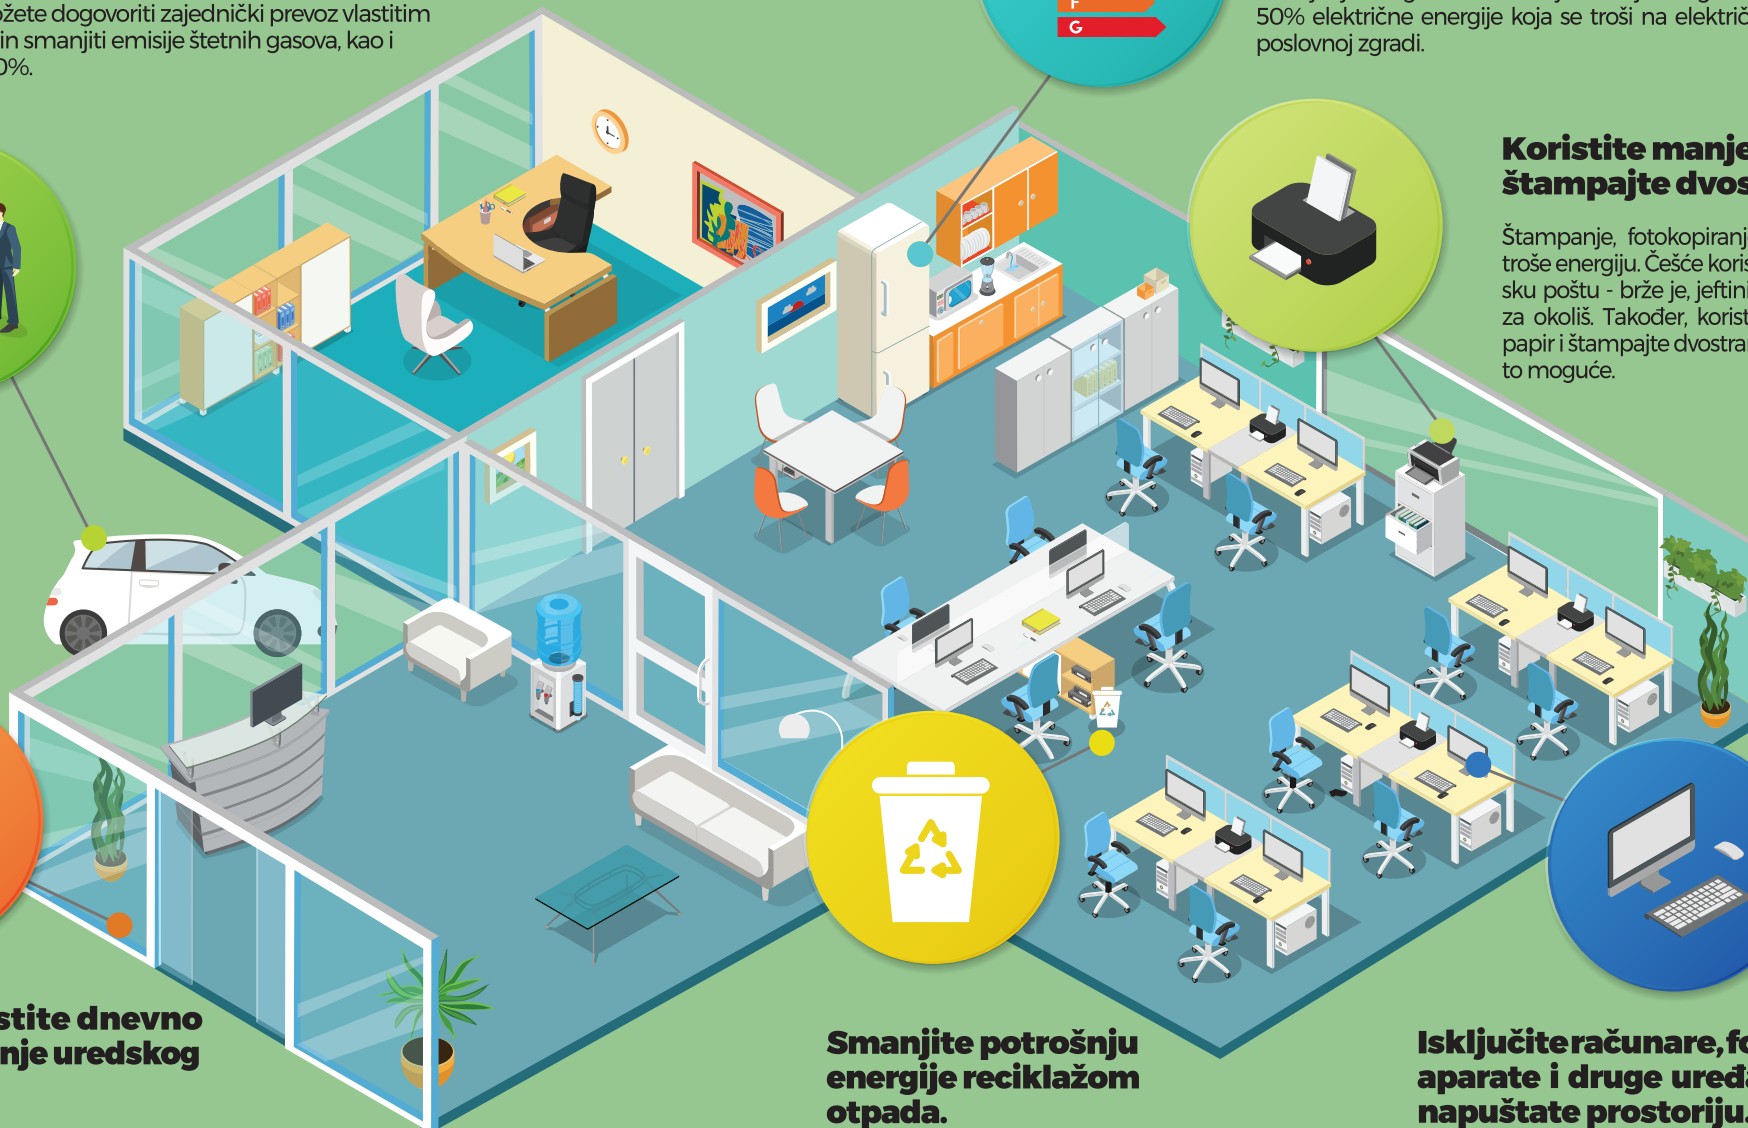 ožete dogovoriti zajednički prevoz vlastitim
in smanjiti emisije štetnih gasova, kao i
0%.
F
G
50% električne energije koja se troši na električ
poslovnoj zgradi.
Koristite manje
štampajte dvos
Štampanje, fotokopiranj
troše energiju. Češće koris
sku poštu - brže je, jeftini
za okoliš. Također, korist
papir i štampajte dvostra
to moguće.
stite dnevno
nje uredskog
Smanjite potrošnju
energije reciklažom
otpada.
Isključite računare, fo
aparate i druge uređa
napuštate prostoriju.